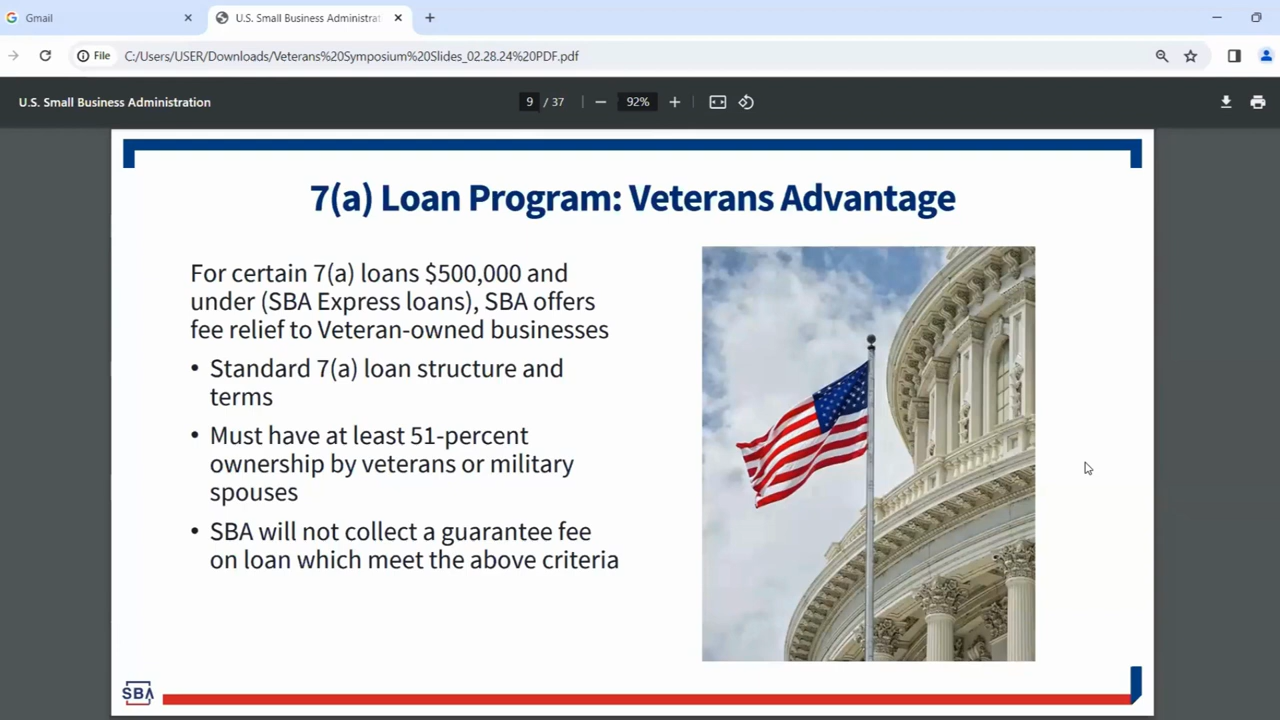 Gmail
U.S. Small Business Administrat
File
C:/Users/USER/Downloads/Veterans%20Symposium%20Slides_02.28.24%20PDF.pdf
U.S. Small Business Administration
9 / 37
92%
7(a) Loan Program: Veterans Advantage
For certain 7(a) loans $500,000 and
under (SBA Express loans), SBA offers
fee relief to Veteran-owned businesses
• Standard 7(a) loan structure and
terms
• Must have at least 51-percent
ownership by veterans or military
spouses
• SBA will not collect a guarantee fee
on loan which meet the above criteria
SBA